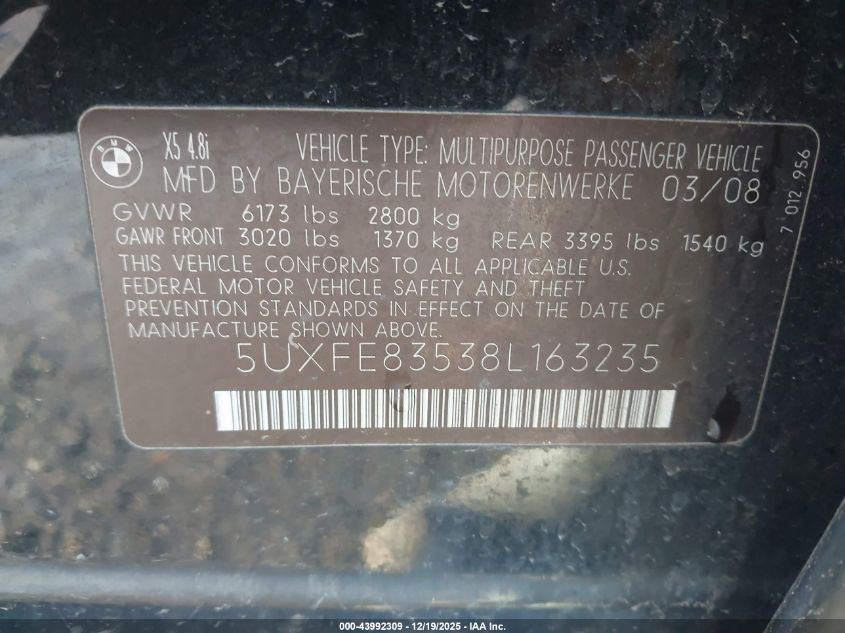 BMW
X5 4.8i VEHICLE TYPE: MULTIPURPOSE PASSENGER VEHICLE
MFD BY BAYERISCHE MOTORENWERKE 03/08
GVWR 6173 lbs 2800 kg
GAWR FRONT 3020 lbs 1370 kg REAR 3395 lbs 1540 kg
THIS VEHICLE CONFORMS TO ALL APPLICABLE U.S.
FEDERAL MOTOR VEHICLE SAFETY AND THEFT
PREVENTION STANDARDS IN EFFECT ON THE DATE OF
MANUFACTURE SHOWN ABOVE.
5UXFE83538L163235
7 012 956
000-43992309 - 12/19/2025 - IAA Inc.